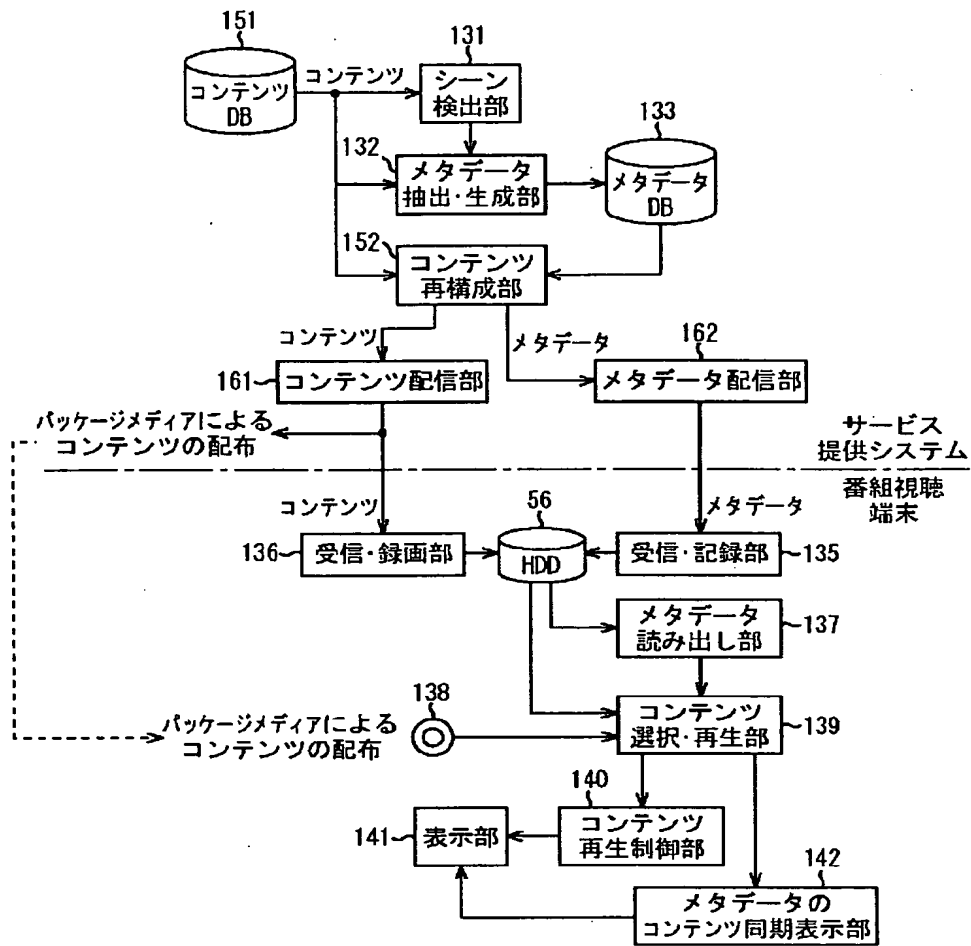 151
131
コンテンツ
コンテンツ
DB
シーン
検出部
133
132
メタデータ
抽出・生成部
メタデータ
DB
152
コンテンツ
再構成部
コンテンツ
メタデータ
162
161
コンテンツ配信部
メタデータ配信部
パッケージメディアによる
コンテンツの配布
サービス
提供システム
番組視聴
端末
コンテンツ
56
メタデータ
136
受信・録画部
HDD
受信・記録部
135
メタデータ
読み出し部
137
138
パッケージメディアによる
コンテンツの配布
コンテンツ
選択・再生部
139
140
141
表示部
コンテンツ
再生制御部
142
メタデータの
コンテンツ同期表示部